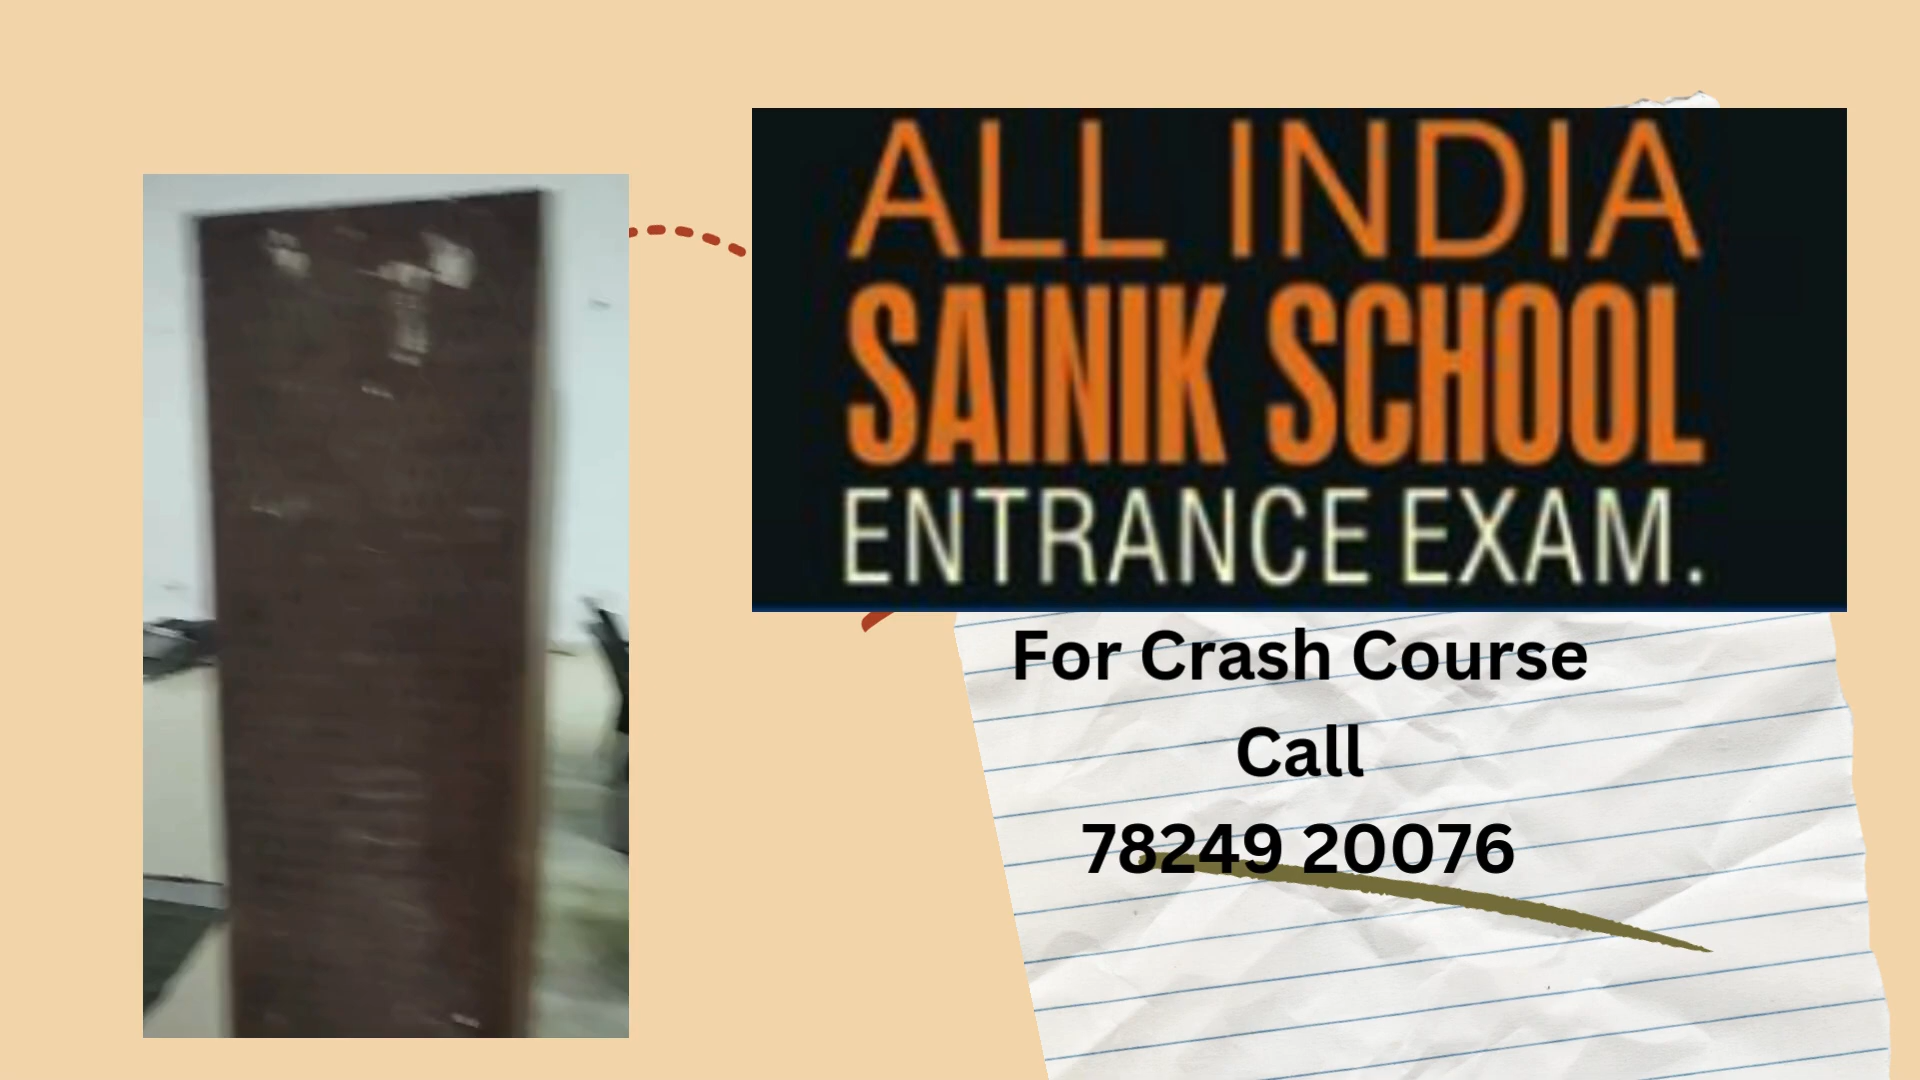 ALL INDIA
SAINIK SCHOOL
ENTRANCE EXAM.
For Crash Course
Call
78249 20076